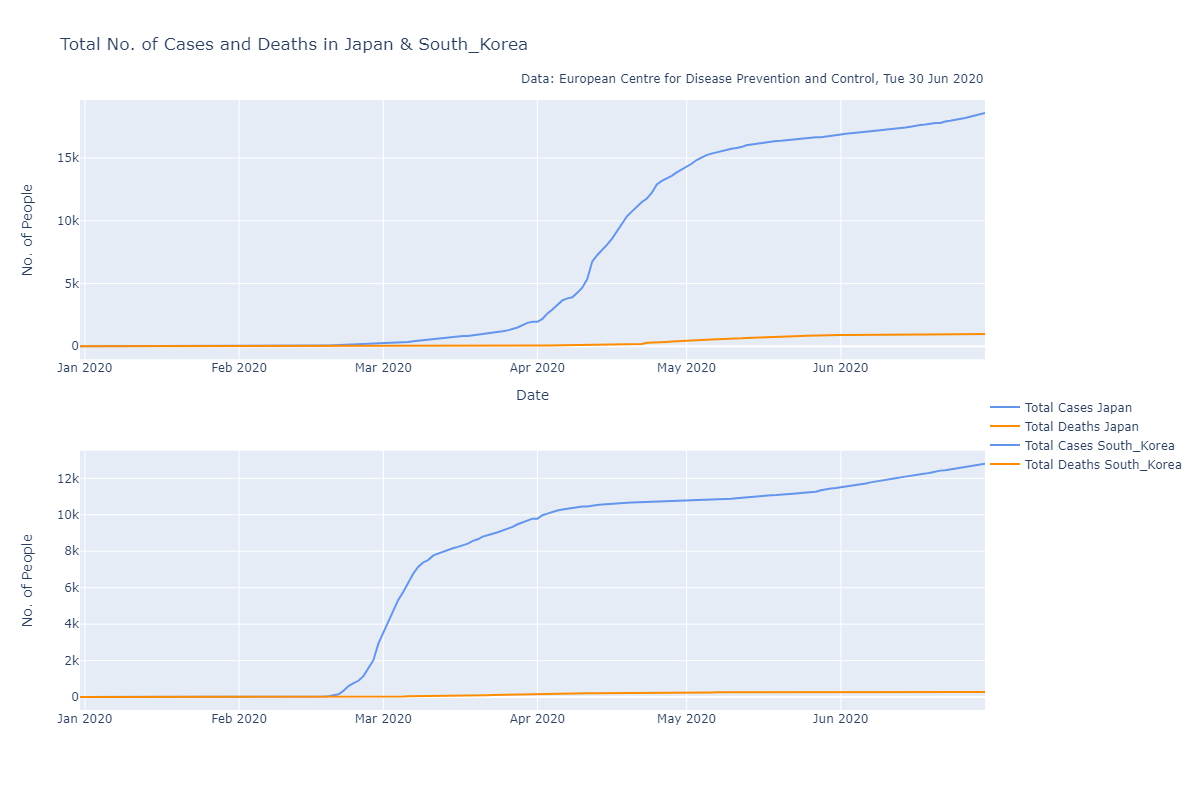 Total No. of Cases and Deaths in Japan & South_Korea
Data: European Centre for Disease Prevention and Control, Tue 30 Jun 2020
No. of People
15k
10k
5k
0
Jan 2020 Feb 2020 Mar 2020 Apr 2020 May 2020 Jun 2020
Date
Total Cases Japan
Total Deaths Japan
Total Cases South_Korea
Total Deaths South_Korea
No. of People
12k
10k
8k
6k
4k
2k
0
Jan 2020 Feb 2020 Mar 2020 Apr 2020 May 2020 Jun 2020